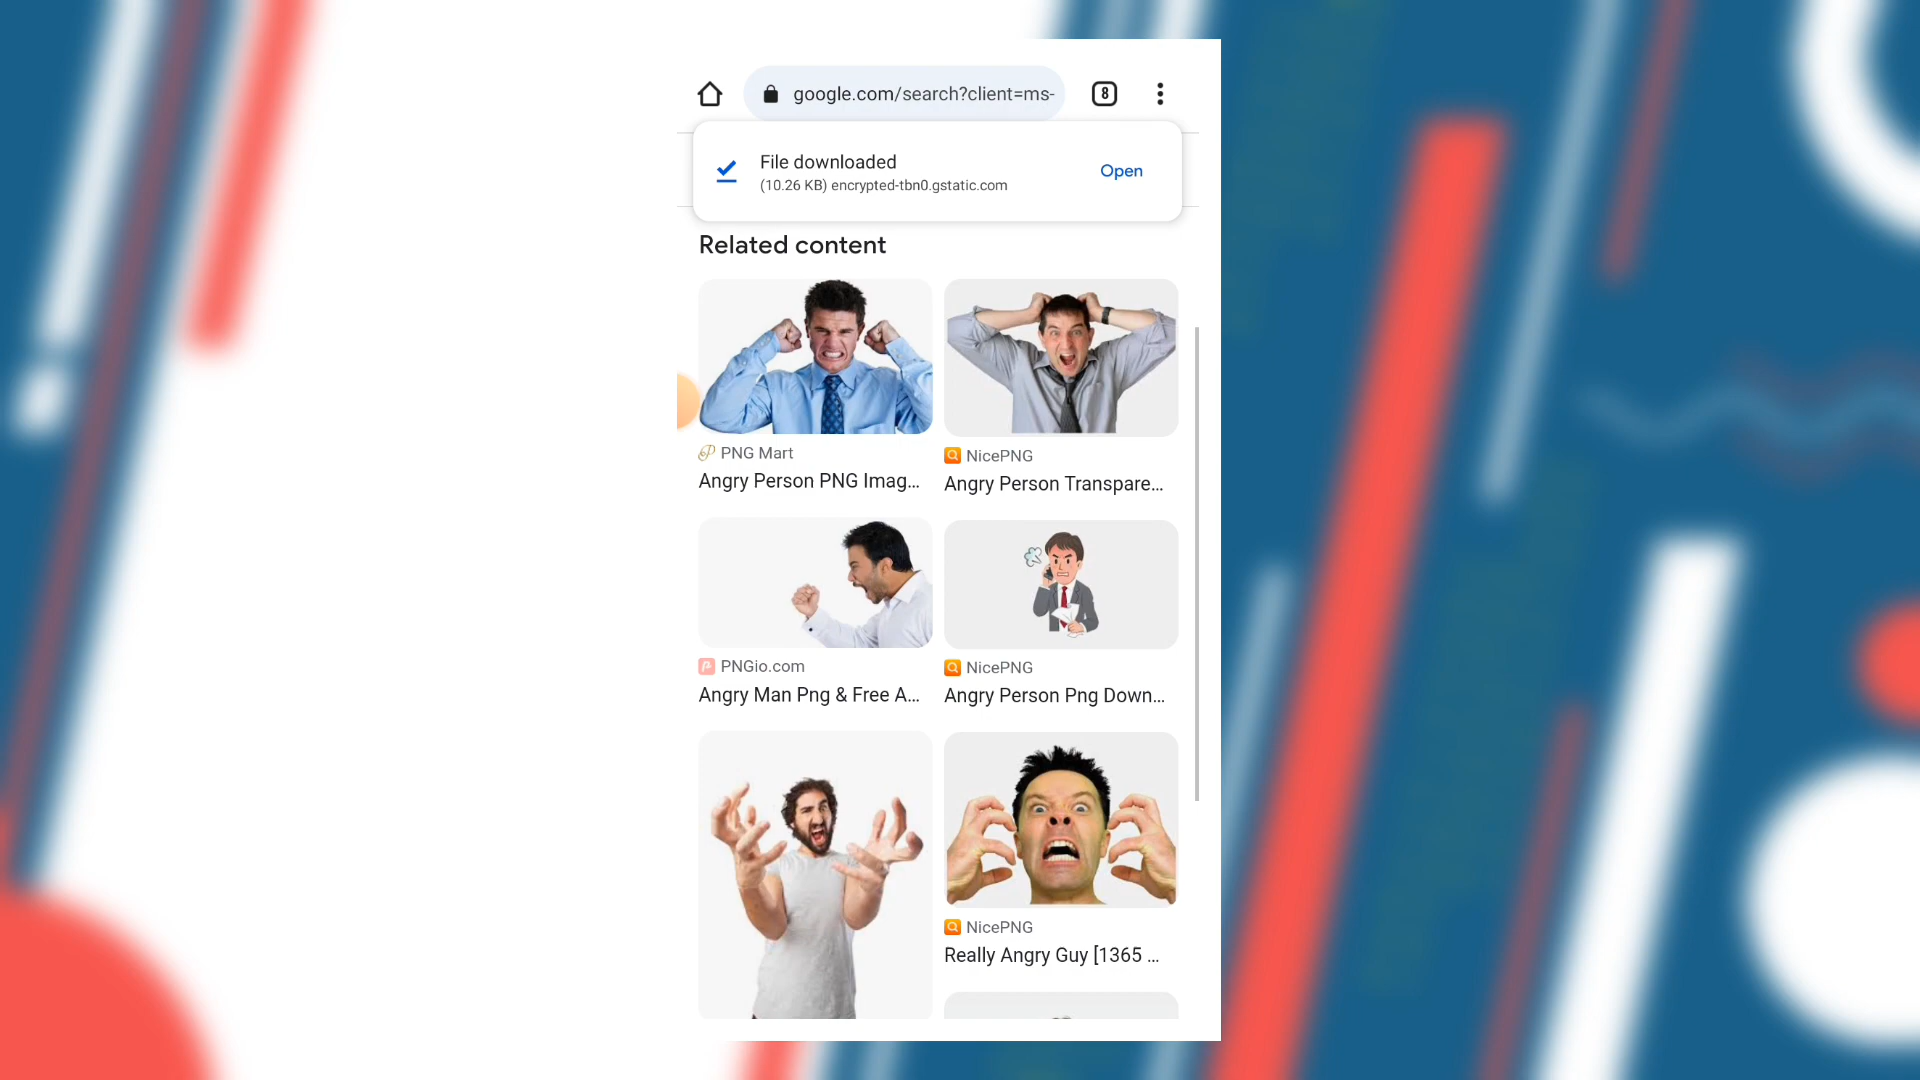 google.com/search?client=ms-
8
File downloaded
Open
(10.26 KB) encrypted-tbn0.gstatic.com
Related content
PNG Mart
Angry Person PNG Imag...
NicePNG
Angry Person Transpare...
PNGio.com
Angry Man Png & Free A...
NicePNG
Angry Person Png Down...
NicePNG
Really Angry Guy [1365 ...